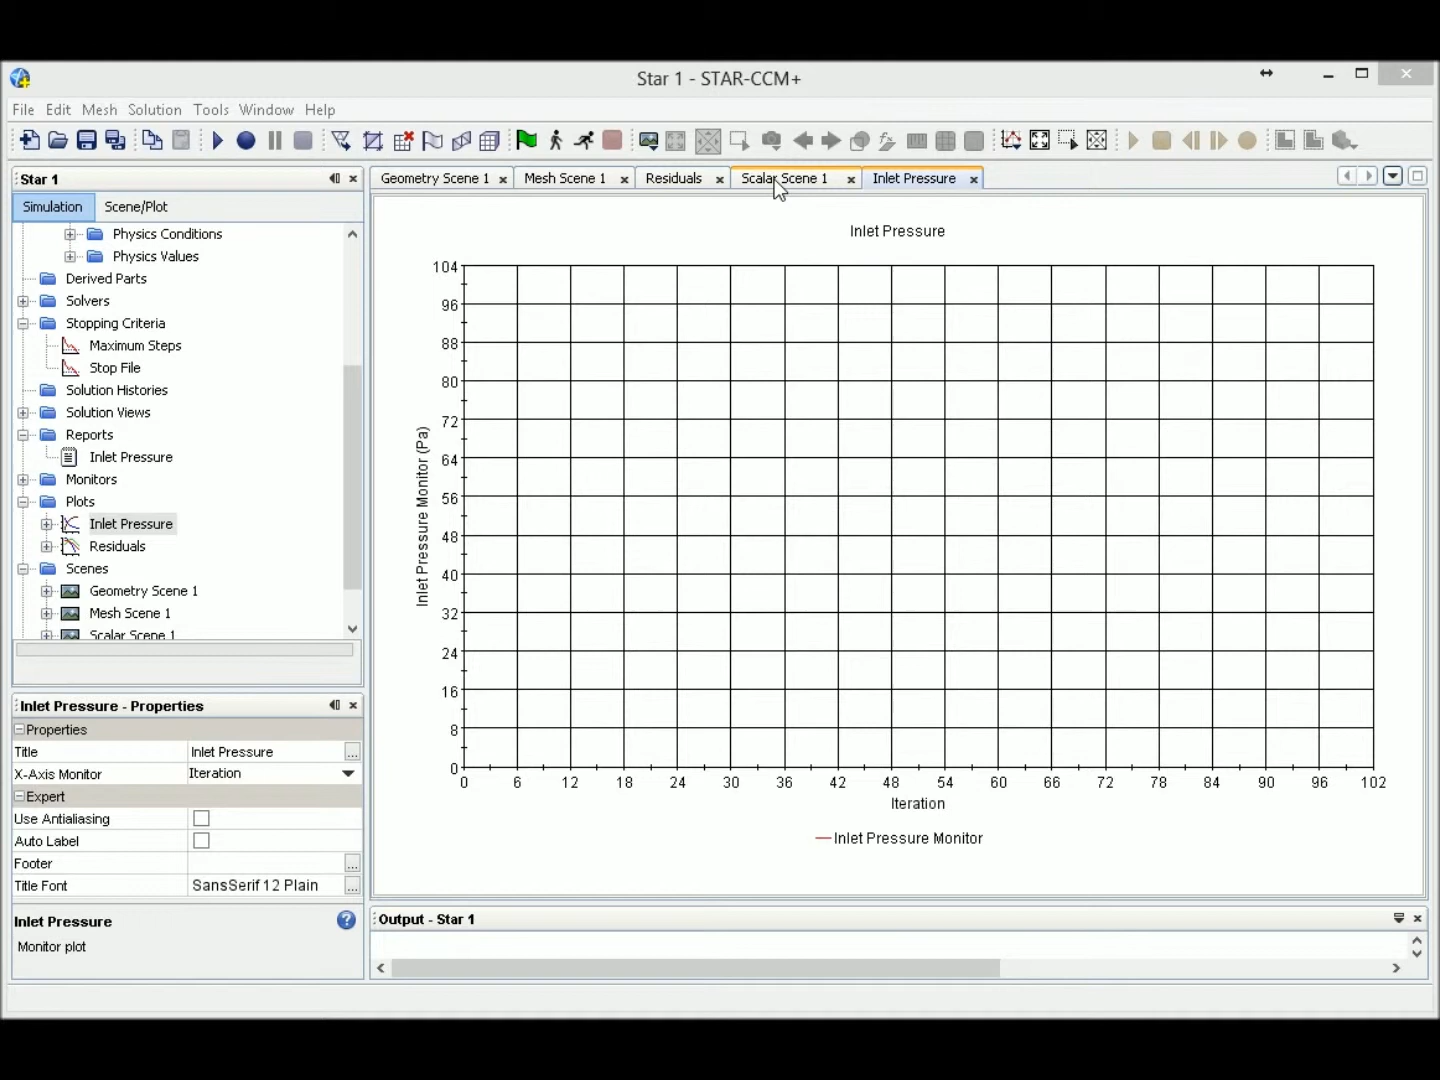 Star 1 - STAR-CCM+
File Edit Mesh Solution Tools Window Help
Star 1
Simulation Scene/Plot
Physics Conditions
Physics Values
Derived Parts
Solvers
Stopping Criteria
Maximum Steps
Stop File
Solution Histories
Solution Views
Reports
Inlet Pressure
Monitors
Plots
Inlet Pressure
Residuals
Scenes
Geometry Scene 1
Mesh Scene 1
Scalar Scene 1
Inlet Pressure - Properties
Properties
Title Inlet Pressure ...
X-Axis Monitor Iteration
Expert
Use Antialiasing
Auto Label
Footer ...
Title Font SansSerif 12 Plain ...
Inlet Pressure ?
Monitor plot
Geometry Scene 1 Mesh Scene 1 Residuals Scalar Scene 1 Inlet Pressure
Inlet Pressure
104
96
88
80
72
64
56
48
40
32
24
16
8
0
Inlet Pressure Monitor (Pa)
0 6 12 18 24 30 36 42 48 54 60 66 72 78 84 90 96 102
Iteration
Inlet Pressure Monitor
Output - Star 1